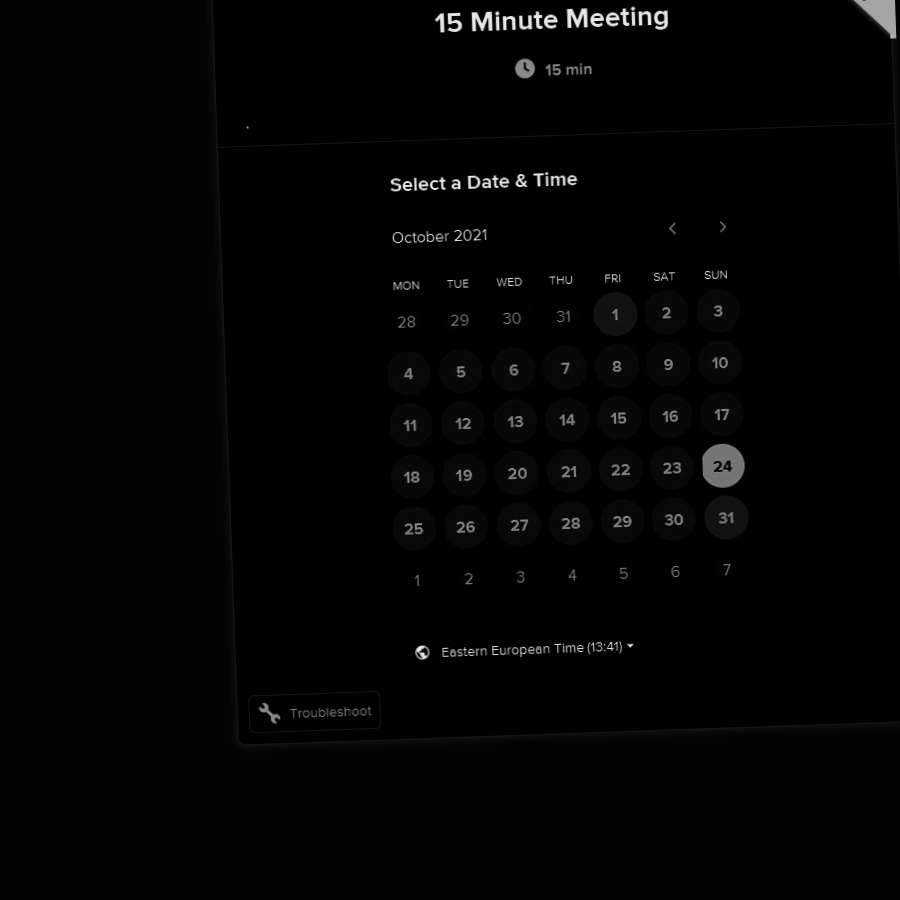 15 Minute Meeting
15 min
Select a Date & Time
October 2021
MON TUE WED THU FRI SAT SUN
28 29 30 31 1 2 3
4 5 6 7 8 9 10
11 12 13 14 15 16 17
18 19 20 21 22 23 24
25 26 27 28 29 30 31
1 2 3 4 5 6 7
Eastern European Time (13:41)
Troubleshoot